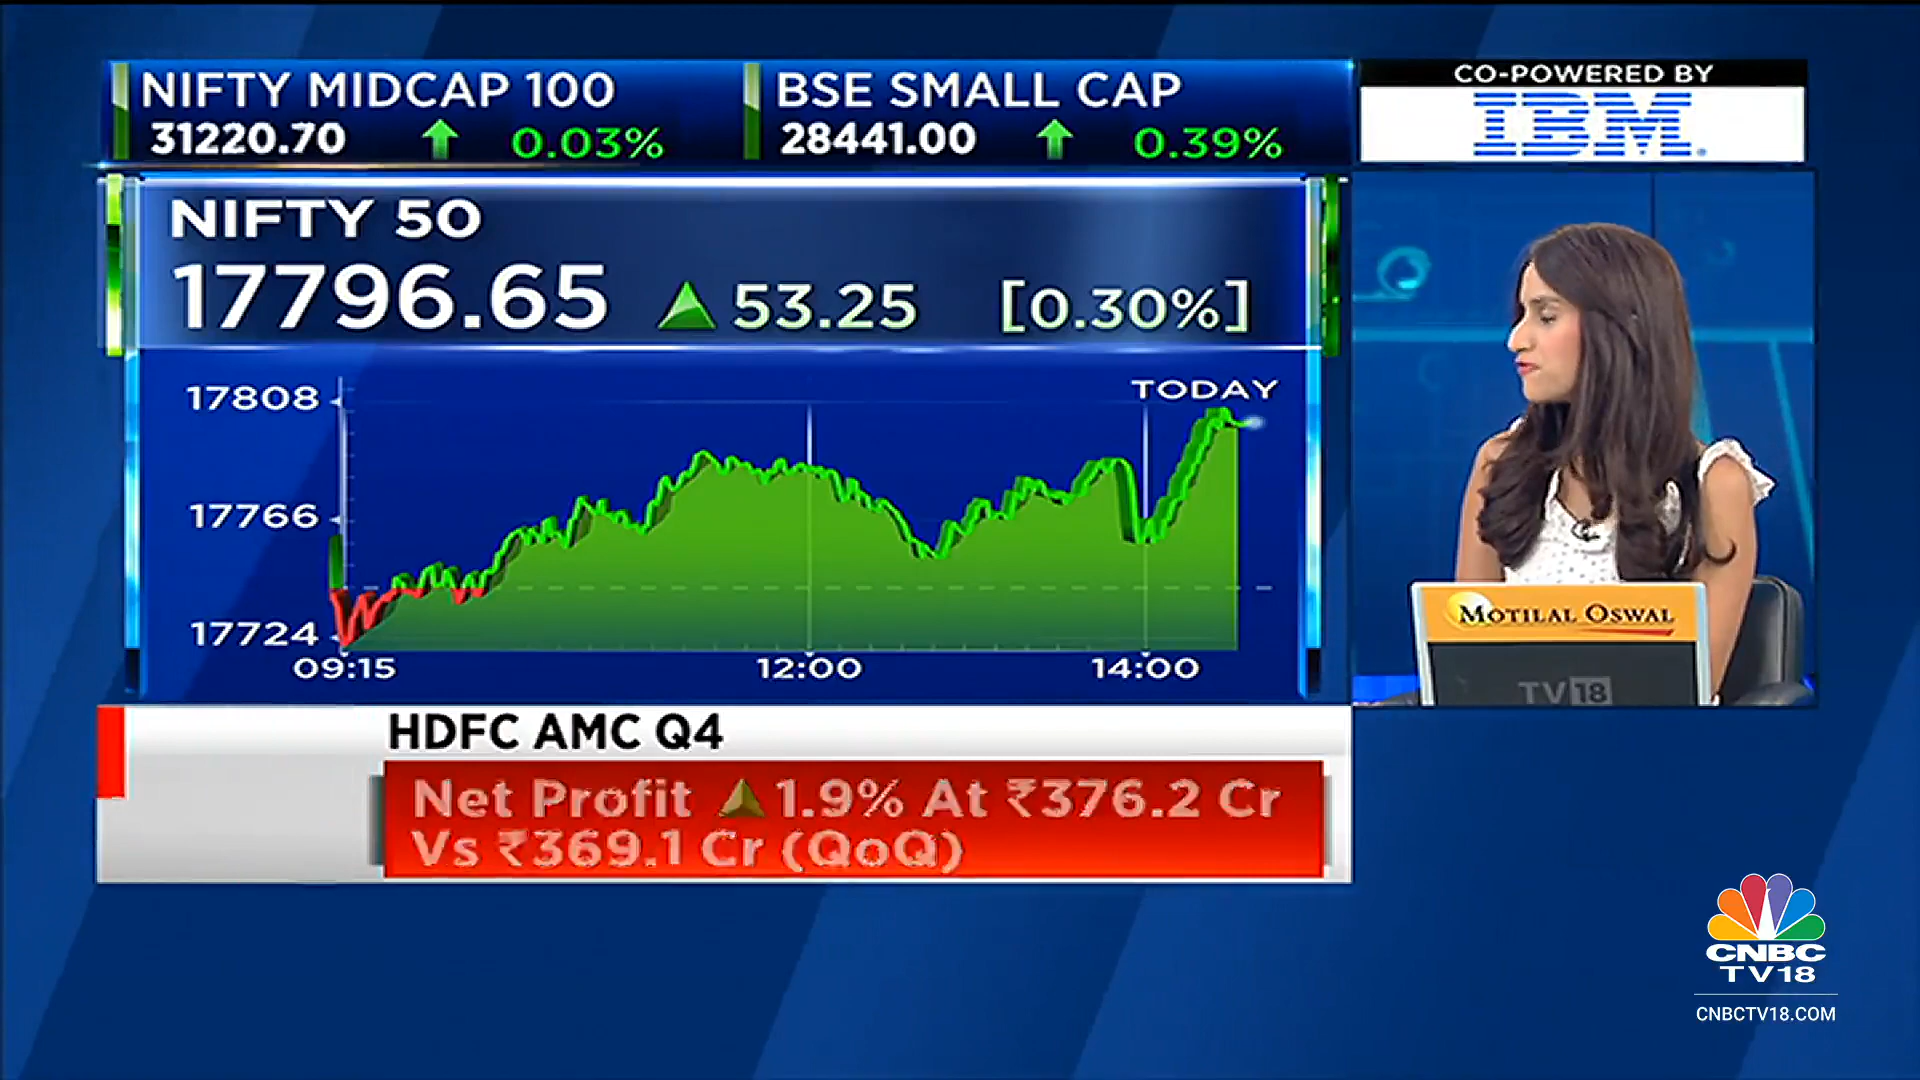 NIFTY MIDCAP 100
31220.70 0.03%
BSE SMALL CAP
28441.00 0.39%
CO-POWERED BY
IBM
NIFTY 50
17796.65 53.25 [0.30%]
TODAY
17808
17766
17724
09:15 12:00 14:00
MOTILAL OSWAL
TV18
HDFC AMC Q4
Net Profit 1.9% At ₹376.2 Cr
Vs ₹369.1 Cr (QoQ)
CNBC
TV18
CNBCTV18.COM